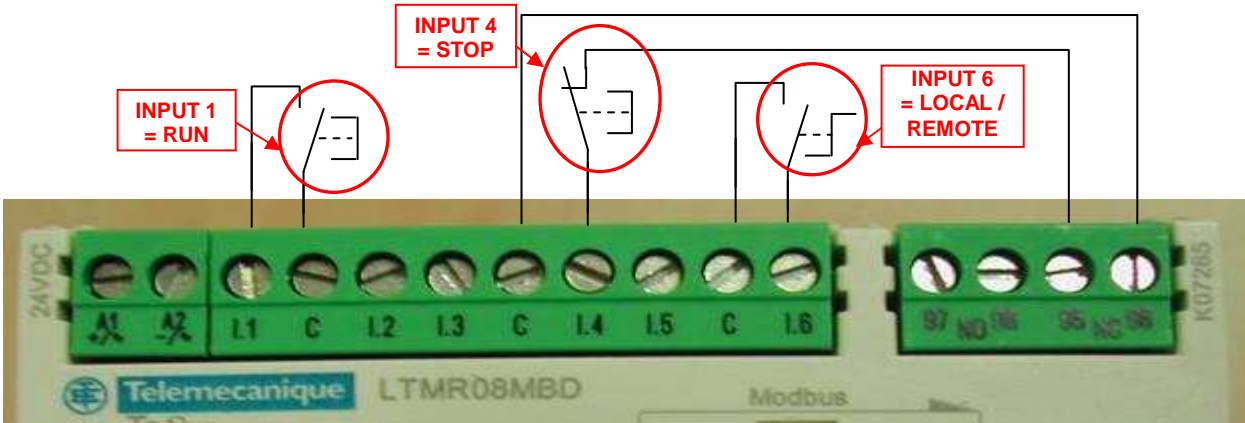 INPUT 4
= STOP
INPUT 1
= RUN
INPUT 6
= LOCAL /
REMOTE
24VDC
A1
+/~
A2
-/~
I.1 C I.2 I.3 C I.4 I.5 C I.6
97 NO 98 95 NC 96
K07265
Telemecanique LTMR08MBD
Modbus